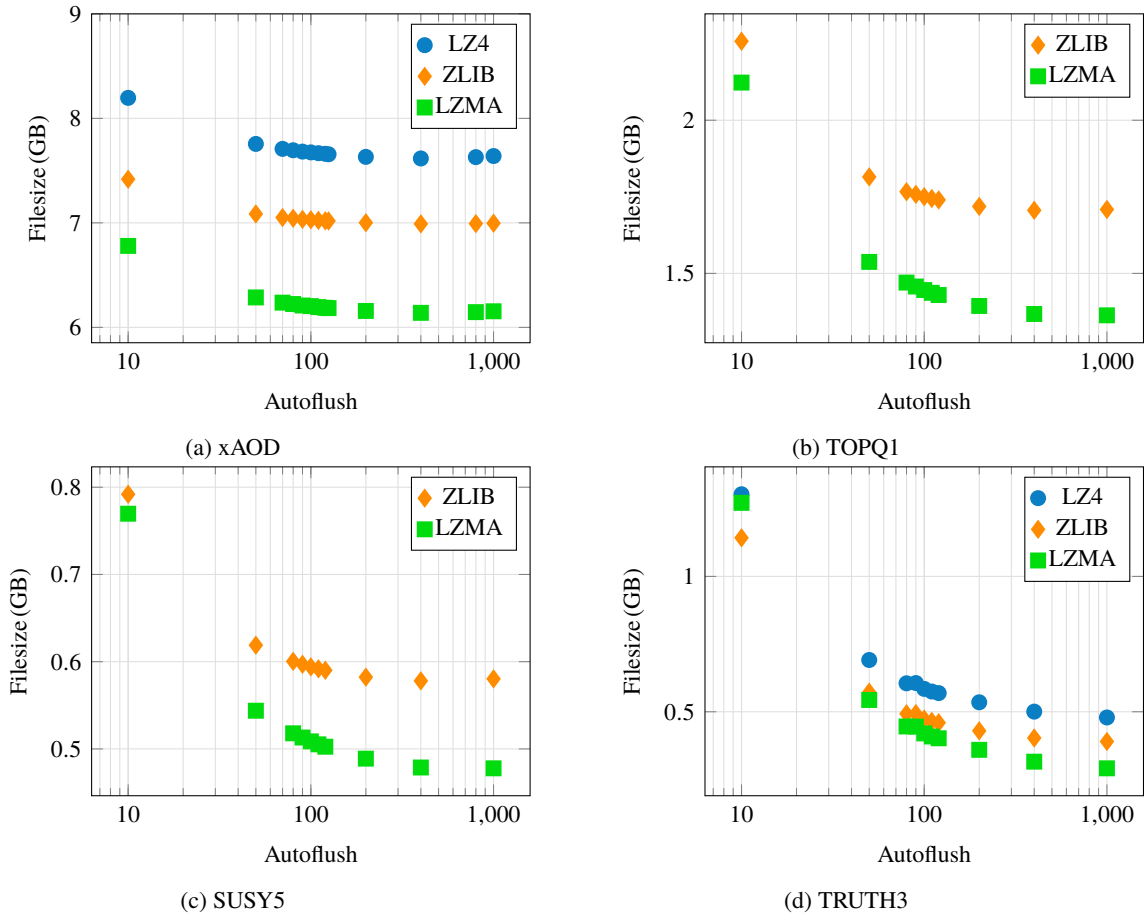 9
8
7
6
10
100
1,000
Filesize (GB)
Autoflush
LZ4
ZLIB
LZMA
(a) xAOD
2
1.5
10
100
1,000
Filesize (GB)
Autoflush
ZLIB
LZMA
(b) TOPQ1
0.8
0.7
0.6
0.5
10
100
1,000
Filesize (GB)
Autoflush
ZLIB
LZMA
(c) SUSY5
1
0.5
10
100
1,000
Filesize (GB)
Autoflush
LZ4
ZLIB
LZMA
(d) TRUTH3